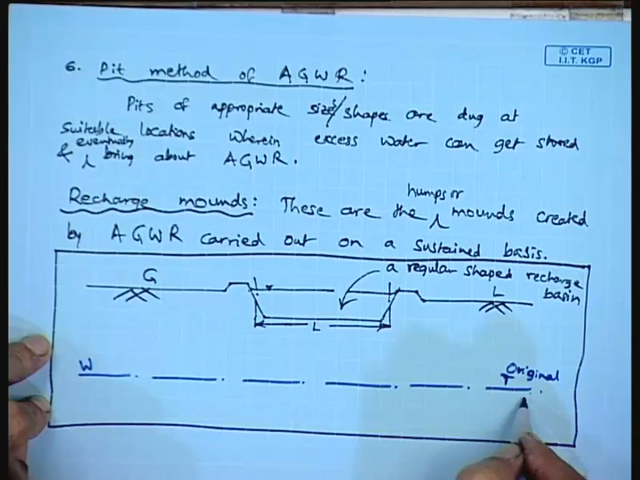 © CET
I.I.T. KGP
6. Pit method of AGWR:
Pits of appropriate sizes/shapes are dug at
suitable locations wherein excess water can get stored
& eventually bring about AGWR.
Recharge mounds: These are the humps or mounds created
by AGWR carried out on a sustained basis.
a regular shaped recharge
basin
G
L
L
W
Original
T